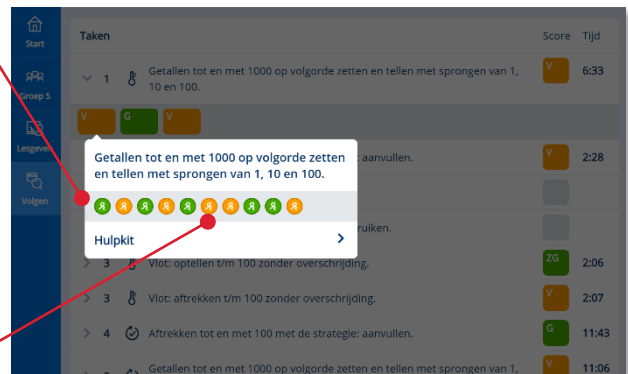 Start
Groep 5
Lesgeven
Volgen
Taken Score Tijd
1 Getallen tot en met 1000 op volgorde zetten en tellen met sprongen van 1, V 6:33
10 en 100.
V G V
Getallen tot en met 1000 op volgorde zetten
en tellen met sprongen van 1, 10 en 100.
: aanvullen. V 2:28
ruiken.
Hulpkit
3 Vlot: optellen t/m 100 zonder overschrijding. ZG 2:06
3 Vlot: aftrekken t/m 100 zonder overschrijding. V 2:07
4 Aftrekken tot en met 100 met de strategie: aanvullen. G 11:43
Getallen tot en met 1000 op volgorde zetten en tellen met sprongen van 1, V 11:06